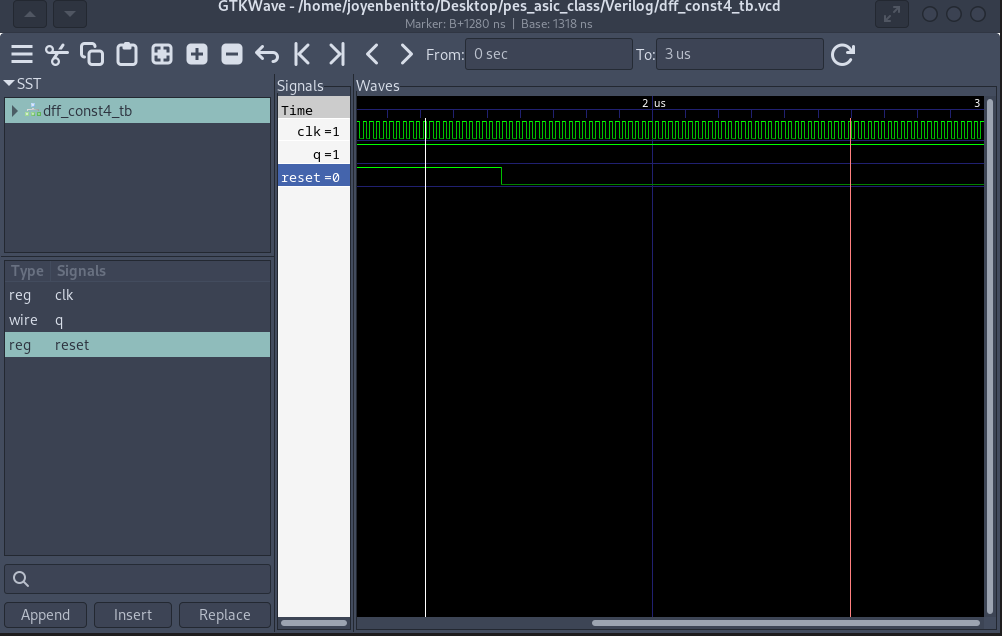 GTKWave - /home/joyenbenitto/Desktop/pes_asic_class/Verilog/dff_const4_tb.vcd
Marker: B+1280 ns | Base: 1318 ns
From: 0 sec To: 3 us
SST
dff_const4_tb
Type Signals
reg clk
wire q
reg reset
Append Insert Replace
Signals
Time
clk =1
q =1
reset =0
Waves
2 us 3